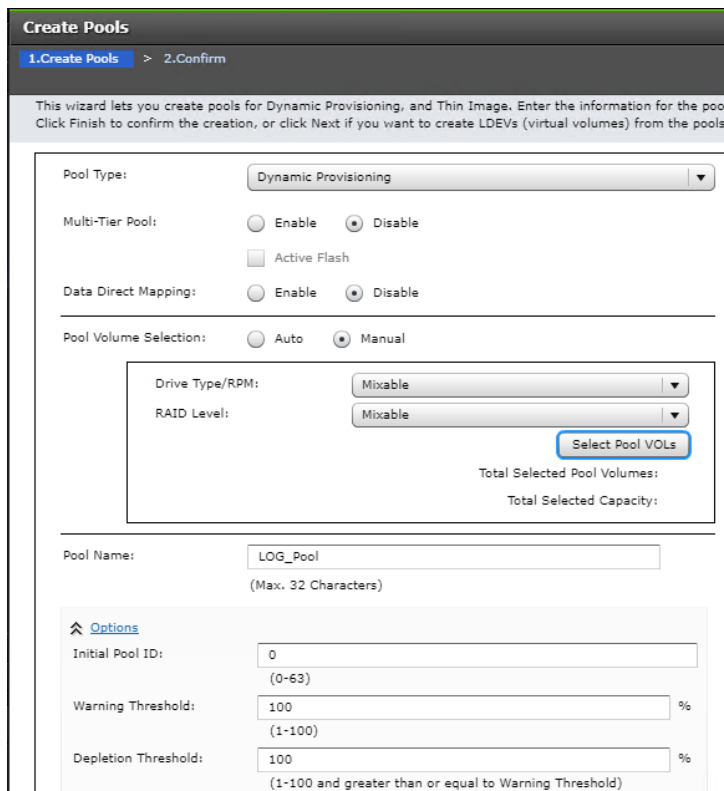 Create Pools
1.Create Pools > 2.Confirm
This wizard lets you create pools for Dynamic Provisioning, and Thin Image. Enter the information for the
Click Finish to confirm the creation, or click Next if you want to create LDEVs (virtual volumes) from the pools
Pool Type: Dynamic Provisioning
Multi-Tier Pool: Enable Disable
Active Flash
Data Direct Mapping: Enable Disable
Pool Volume Selection: Auto Manual
Drive Type/RPM: Mixable
RAID Level: Mixable
Select Pool VOLs
Total Selected Pool Volumes:
Total Selected Capacity:
Pool Name: LOG_Pool
(Max. 32 Characters)
Options
Initial Pool ID: 0
(0-63)
Warning Threshold: 100 %
(1-100)
Depletion Threshold: 100 %
(1-100 and greater than or equal to Warning Threshold)